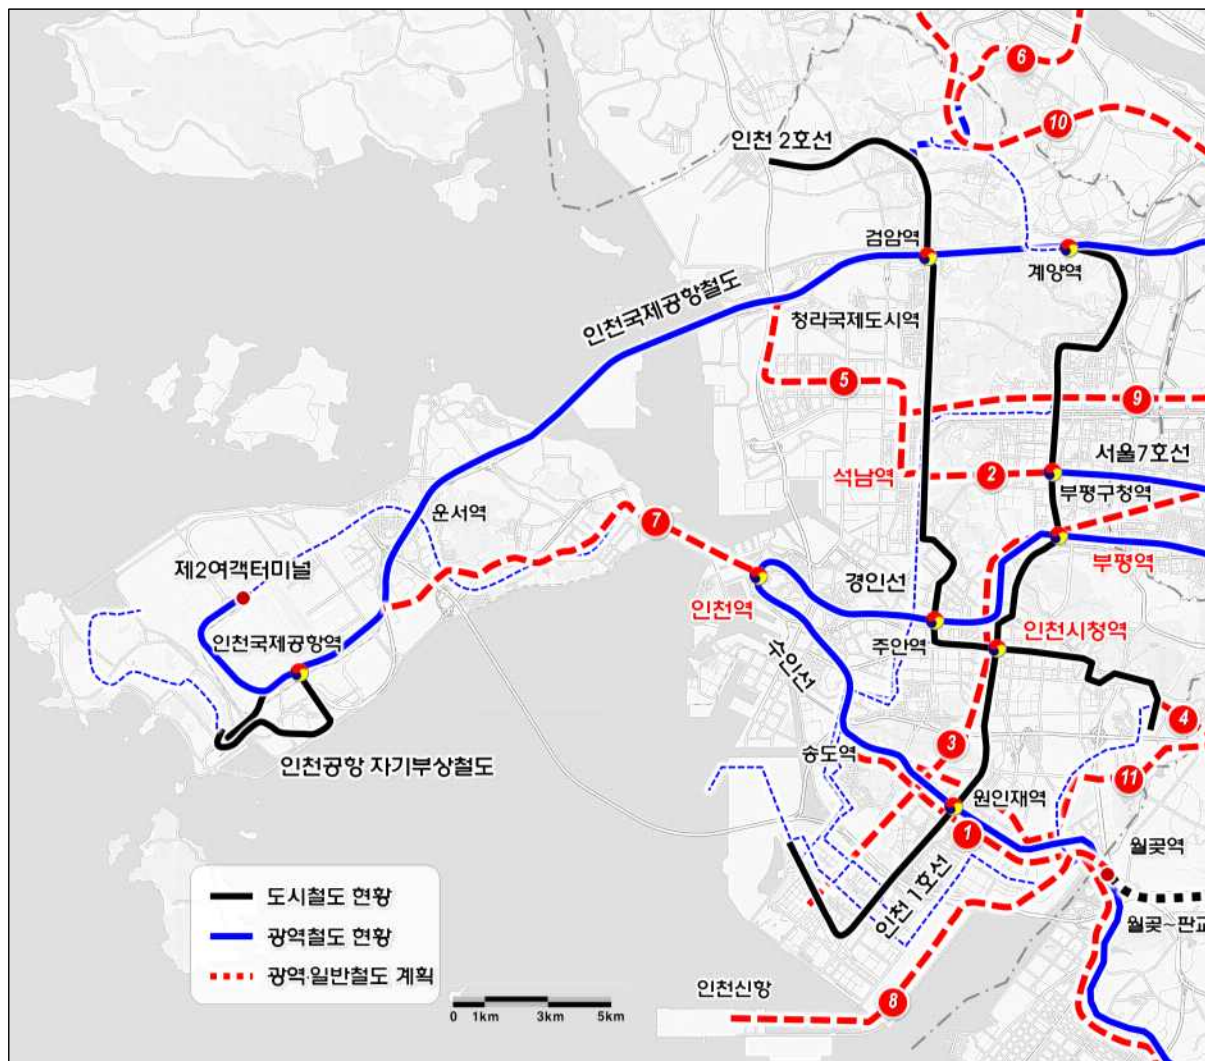 6
10
인천 2호선
검암역
계양역
인천국제공항철도
청라국제도시역
5
9
서울7호선
석남역
2
부평구청역
운서역
7
제2여객터미널
경인선
부평역
인천역
인천국제공항역
주안역
인천시청역
수인선
4
3
송도역
11
인천공항 자기부상철도
원인재역
1
월곶역
인천 1호선
월곶~판교
도시철도 현황
광역철도 현황
광역·일반철도 계획
인천신항
8
0 1km 3km 5km